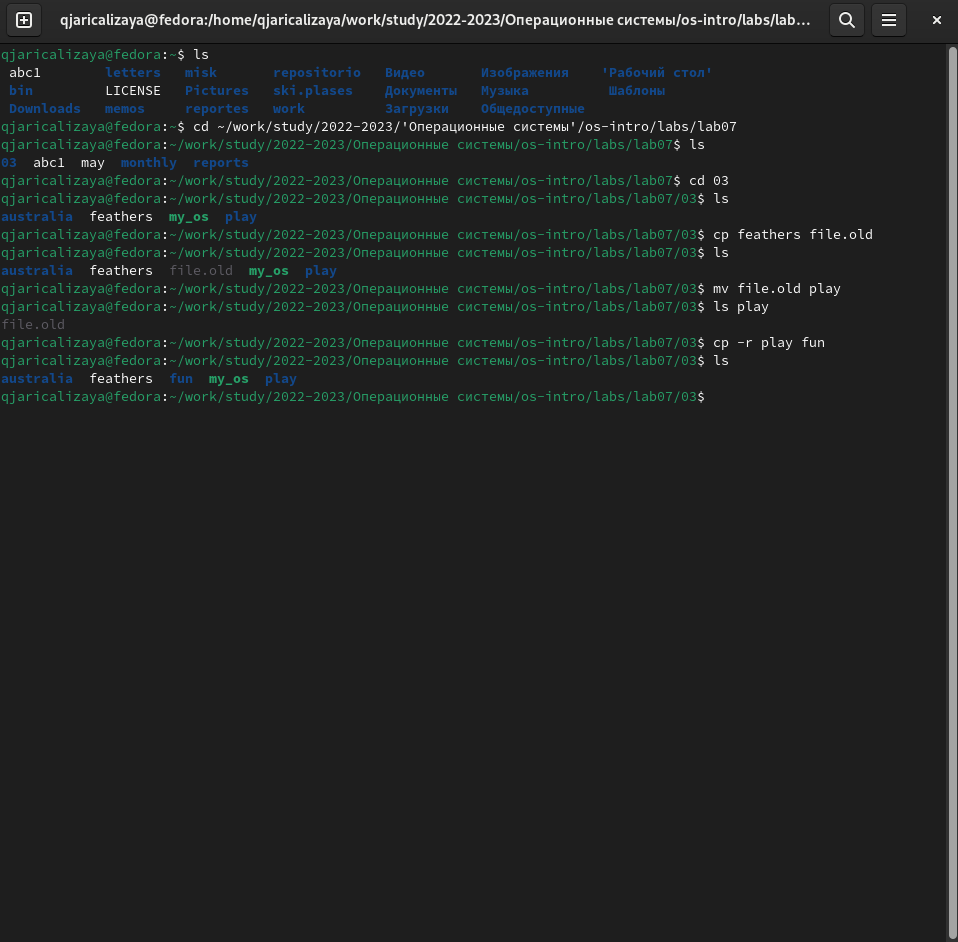 qjaricalizaya@fedora:/home/qjaricalizaya/work/study/2022-2023/Операционные системы/os-intro/labs/lab...
qjaricalizaya@fedora:~$ ls
abc1 letters misk repositorio Видео Изображения 'Рабочий стол'
bin LICENSE Pictures ski.plases Документы Музыка Шаблоны
Downloads memos reportes work Загрузки Общедоступные
qjaricalizaya@fedora:~$ cd ~/work/study/2022-2023/'Операционные системы'/os-intro/labs/lab07
qjaricalizaya@fedora:~/work/study/2022-2023/Операционные системы/os-intro/labs/lab07$ ls
03 abc1 may monthly reports
qjaricalizaya@fedora:~/work/study/2022-2023/Операционные системы/os-intro/labs/lab07$ cd 03
qjaricalizaya@fedora:~/work/study/2022-2023/Операционные системы/os-intro/labs/lab07/03$ ls
australia feathers my_os play
qjaricalizaya@fedora:~/work/study/2022-2023/Операционные системы/os-intro/labs/lab07/03$ cp feathers file.old
qjaricalizaya@fedora:~/work/study/2022-2023/Операционные системы/os-intro/labs/lab07/03$ ls
australia feathers file.old my_os play
qjaricalizaya@fedora:~/work/study/2022-2023/Операционные системы/os-intro/labs/lab07/03$ mv file.old play
qjaricalizaya@fedora:~/work/study/2022-2023/Операционные системы/os-intro/labs/lab07/03$ ls play
file.old
qjaricalizaya@fedora:~/work/study/2022-2023/Операционные системы/os-intro/labs/lab07/03$ cp -r play fun
qjaricalizaya@fedora:~/work/study/2022-2023/Операционные системы/os-intro/labs/lab07/03$ ls
australia feathers fun my_os play
qjaricalizaya@fedora:~/work/study/2022-2023/Операционные системы/os-intro/labs/lab07/03$